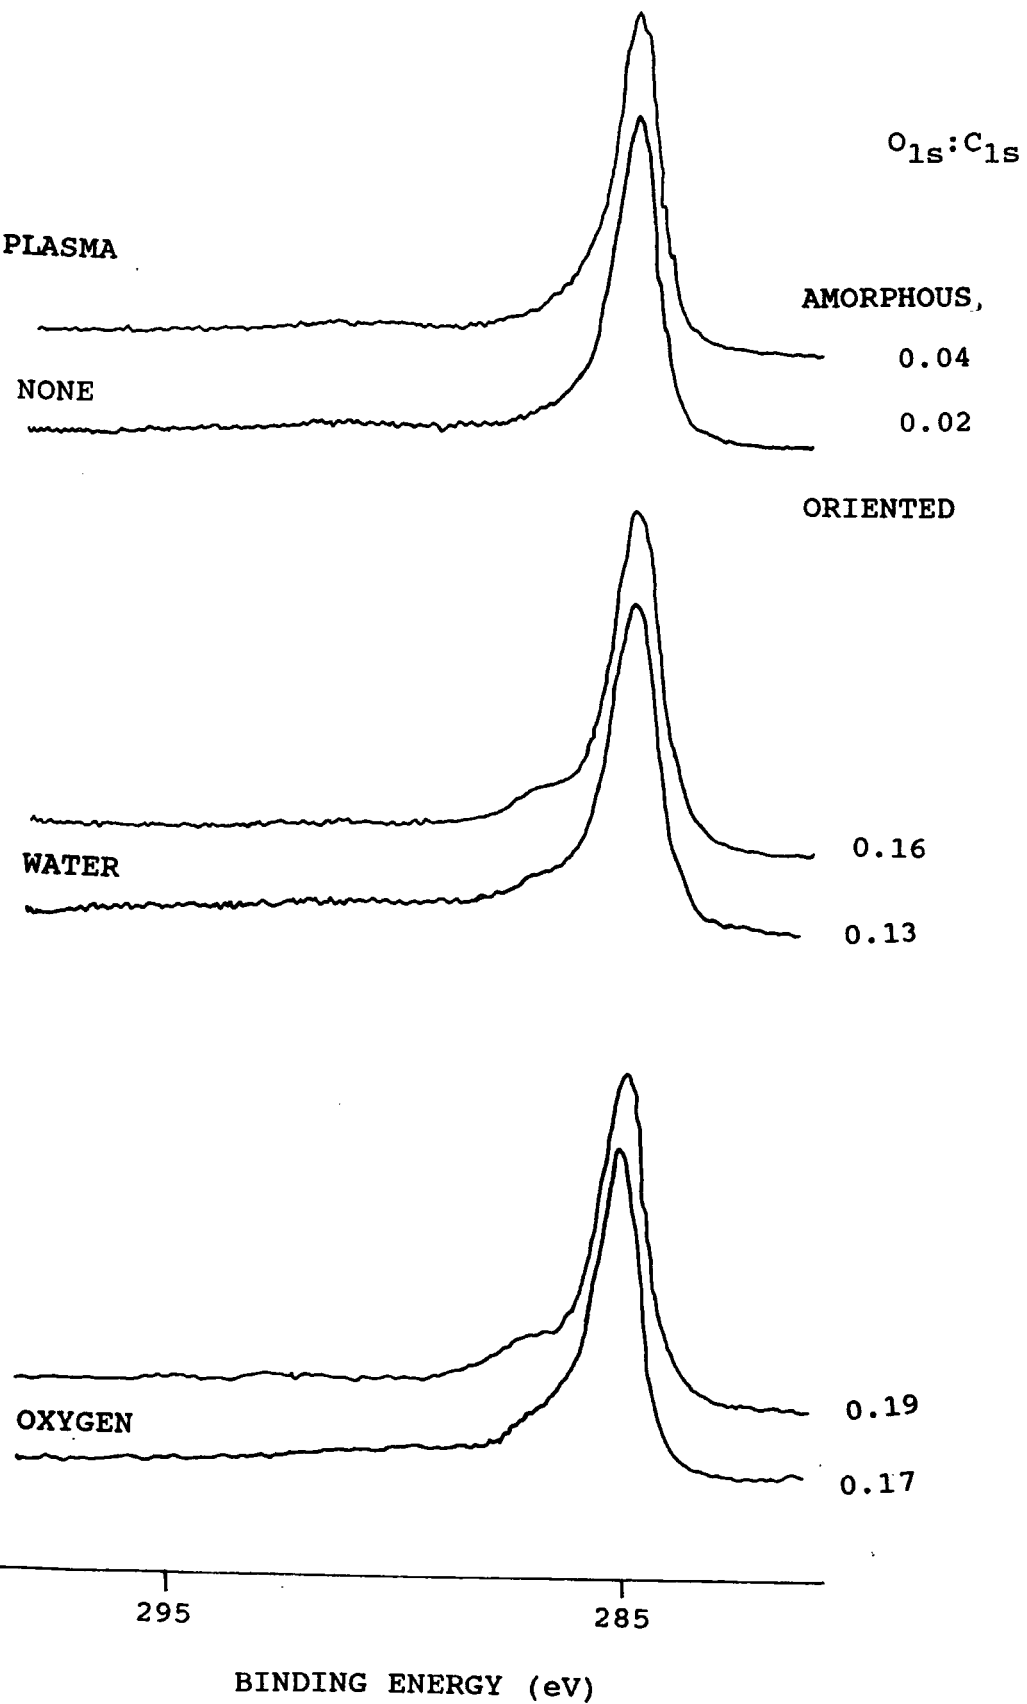 O1s:C1s
PLASMA
AMORPHOUS,
0.04
NONE
0.02
ORIENTED
0.16
WATER
0.13
0.19
OXYGEN
0.17
295
285
BINDING ENERGY (eV)